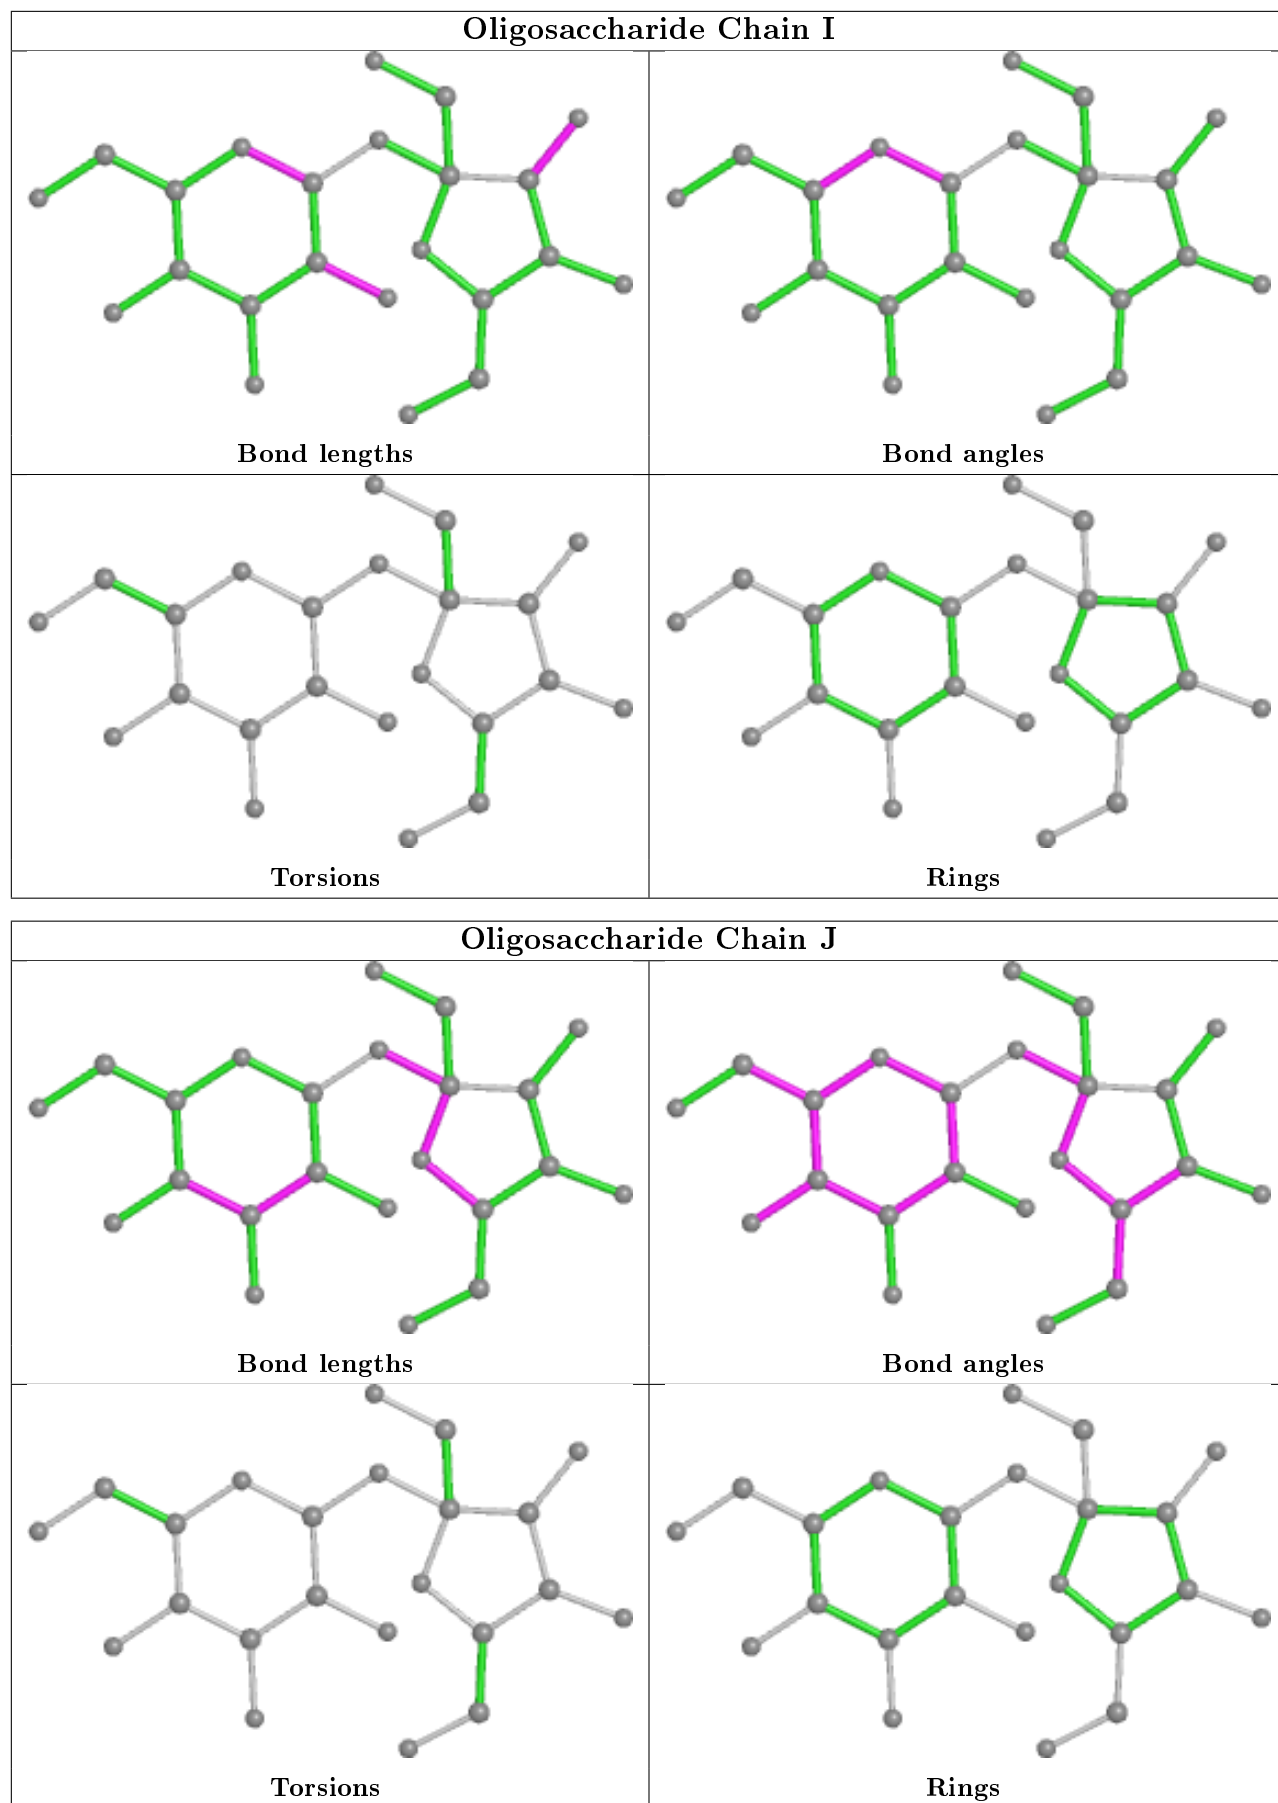 Oligosaccharide Chain I
Bond lengths
Bond angles
Torsions
Rings
Oligosaccharide Chain J
Bond lengths
Bond angles
Torsions
Rings